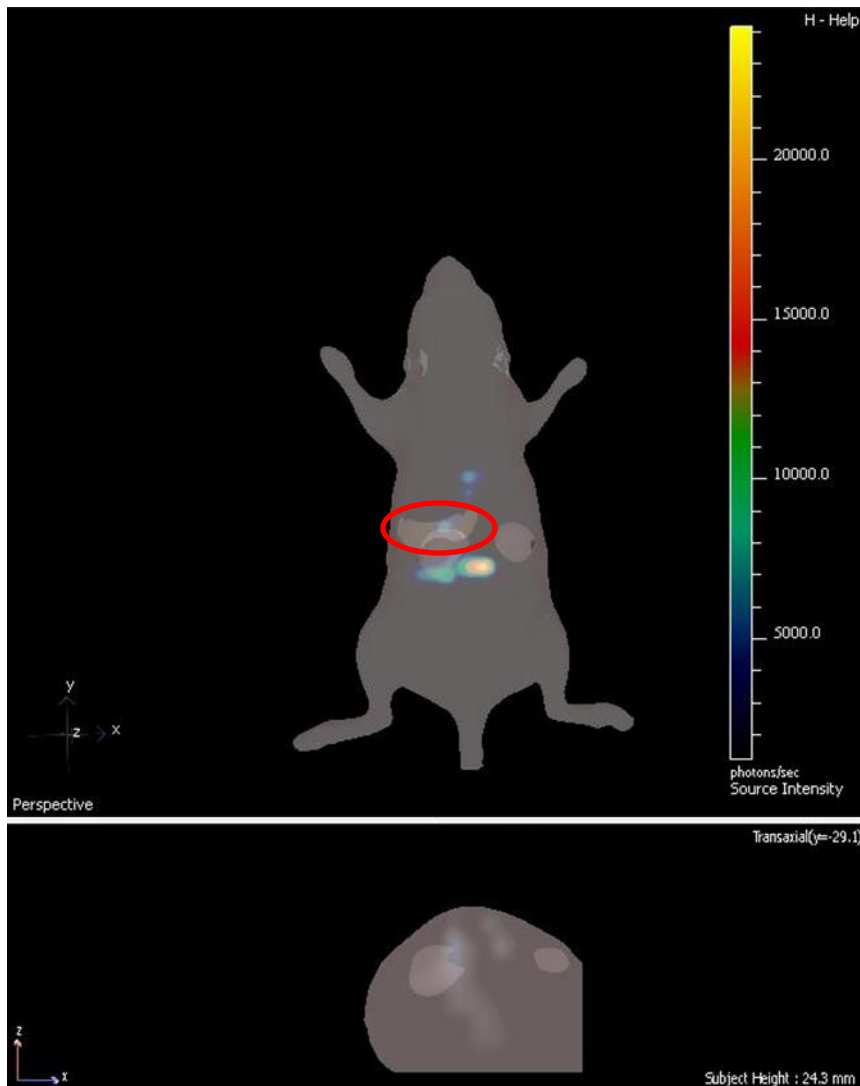 H - Help
20000.0
15000.0
10000.0
5000.0
photons/sec
Source Intensity
y
z x
Perspective
Transaxial(y=-29.1)
z
x
Subject Height : 24.3 mm